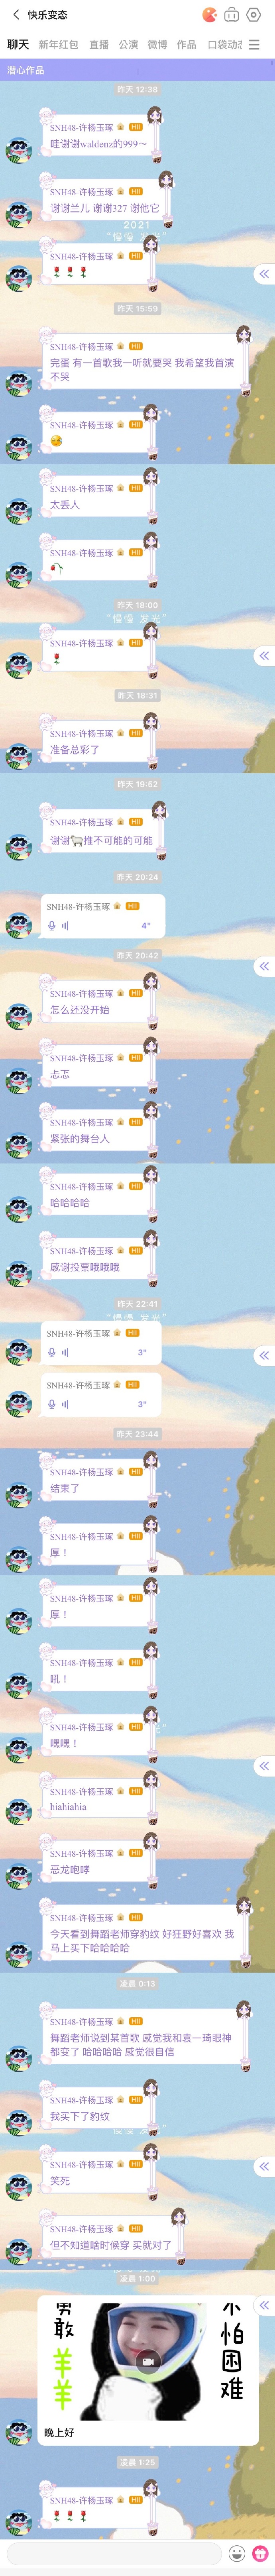 快乐变态
聊天 新年红包 直播 公演 微博 作品 口袋动态
潜心作品
昨天 12:38
SNH48-许杨玉琢 HII
哇谢谢waldenz的999～
SNH48-许杨玉琢 HII
谢谢兰儿 谢谢327 谢他它
2021
“慢慢 发光”
SNH48-许杨玉琢 HII
🌹🌹🌹
昨天 15:59
SNH48-许杨玉琢 HII
完蛋 有一首歌我一听就要哭 我希望我首演
不哭
SNH48-许杨玉琢 HII
SNH48-许杨玉琢 HII
太丢人
SNH48-许杨玉琢 HII
昨天 18:00
“慢慢 发光”
SNH48-许杨玉琢 HII
🌹
昨天 18:31
SNH48-许杨玉琢 HII
准备总彩了
昨天 19:52
SNH48-许杨玉琢 HII
谢谢🐑推不可能的可能
昨天 20:24
SNH48-许杨玉琢 HII
4"
昨天 20:42
SNH48-许杨玉琢 HII
怎么还没开始
SNH48-许杨玉琢 HII
忐忑
SNH48-许杨玉琢 HII
紧张的舞台人
SNH48-许杨玉琢 HII
哈哈哈哈
SNH48-许杨玉琢 HII
感谢投票哦哦哦
昨天 22:41
“慢慢 发光”
SNH48-许杨玉琢 HII
3"
SNH48-许杨玉琢 HII
3"
昨天 23:44
SNH48-许杨玉琢 HII
结束了
SNH48-许杨玉琢 HII
厚！
SNH48-许杨玉琢 HII
厚！
SNH48-许杨玉琢 HII
吼！
SNH48-许杨玉琢 HII
嘿嘿！
SNH48-许杨玉琢 HII
hiahiahia
SNH48-许杨玉琢 HII
恶龙咆哮
SNH48-许杨玉琢 HII
今天看到舞蹈老师穿豹纹 好狂野好喜欢 我
马上买下哈哈哈哈
凌晨 0:13
SNH48-许杨玉琢 HII
舞蹈老师说到某首歌 感觉我和袁一琦眼神
都变了 哈哈哈哈 感觉很自信
SNH48-许杨玉琢 HII
我买下了豹纹
SNH48-许杨玉琢 HII
笑死
SNH48-许杨玉琢 HII
但不知道啥时候穿 买就对了
凌晨 1:00
勇敢羊羊
不怕困难
晚上好
凌晨 1:25
SNH48-许杨玉琢 HII
🌹🌹🌹